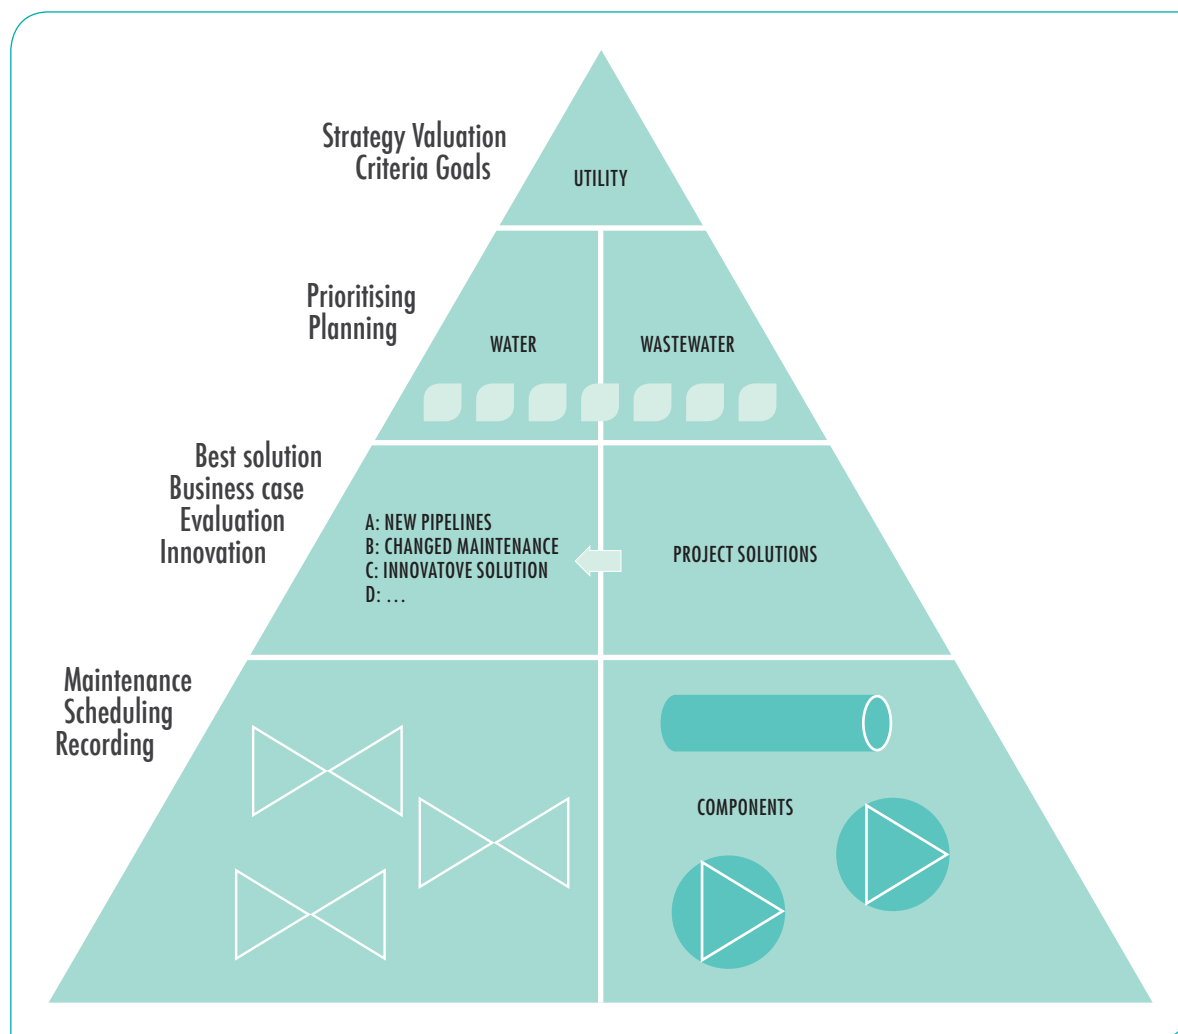 Strategy Valuation
Criteria Goals
UTILITY
Prioritising
Planning
WATER
WASTEWATER
Best solution
Business case
Evaluation
Innovation
A: NEW PIPELINES
B: CHANGED MAINTENANCE
C: INNOVATOVE SOLUTION
D: ...
PROJECT SOLUTIONS
Maintenance
Scheduling
Recording
COMPONENTS